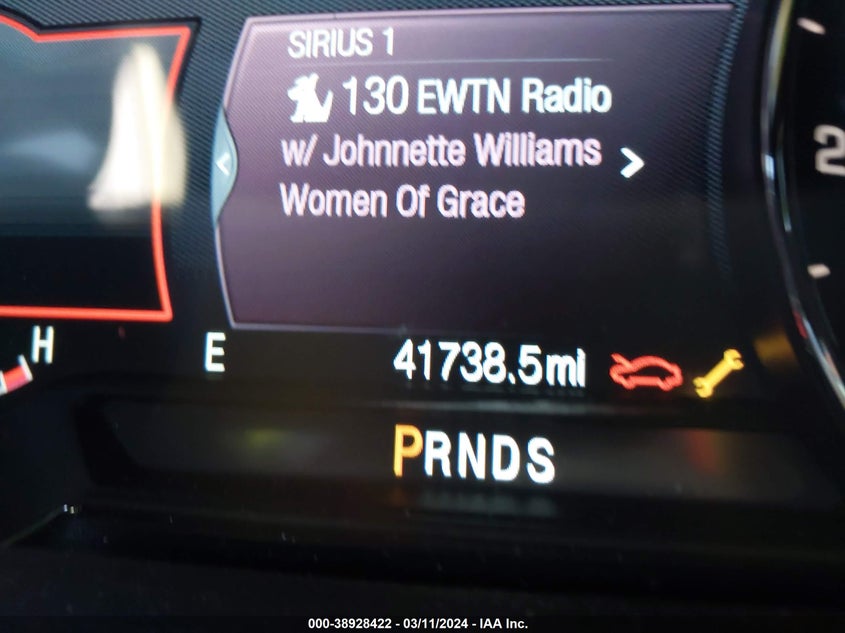 SIRIUS 1
130 EWTN Radio
w/ Johnnette Williams
Women Of Grace
2
H
E
41738.5mi
PRNDS
000-38928422 - 03/11/2024 - IAA Inc.